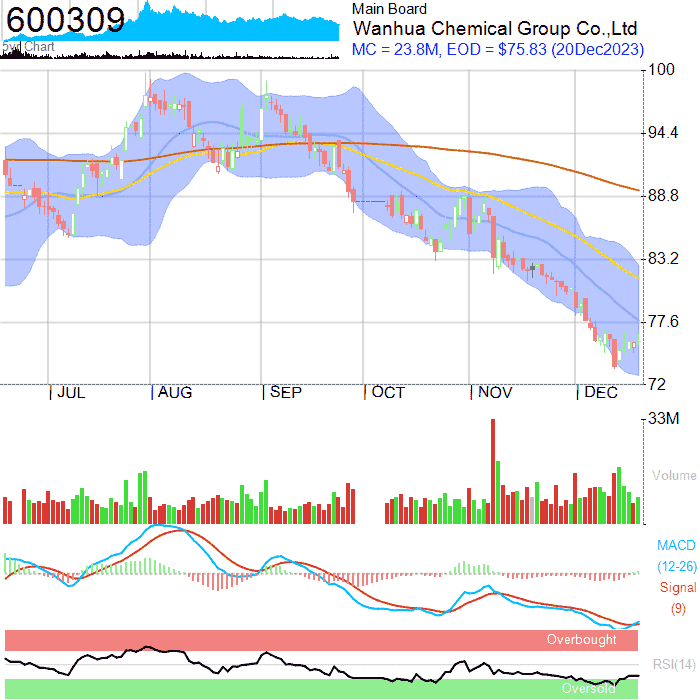 600309
5yr Chart
Main Board
Wanhua Chemical Group Co.,Ltd
MC = 23.8M, EOD = $75.83 (20Dec2023)
100
94.4
88.8
83.2
77.6
72
JUL AUG SEP OCT NOV DEC
33M
Volume
MACD
(12-26)
Signal
(9)
Overbought
RSI(14)
Oversold